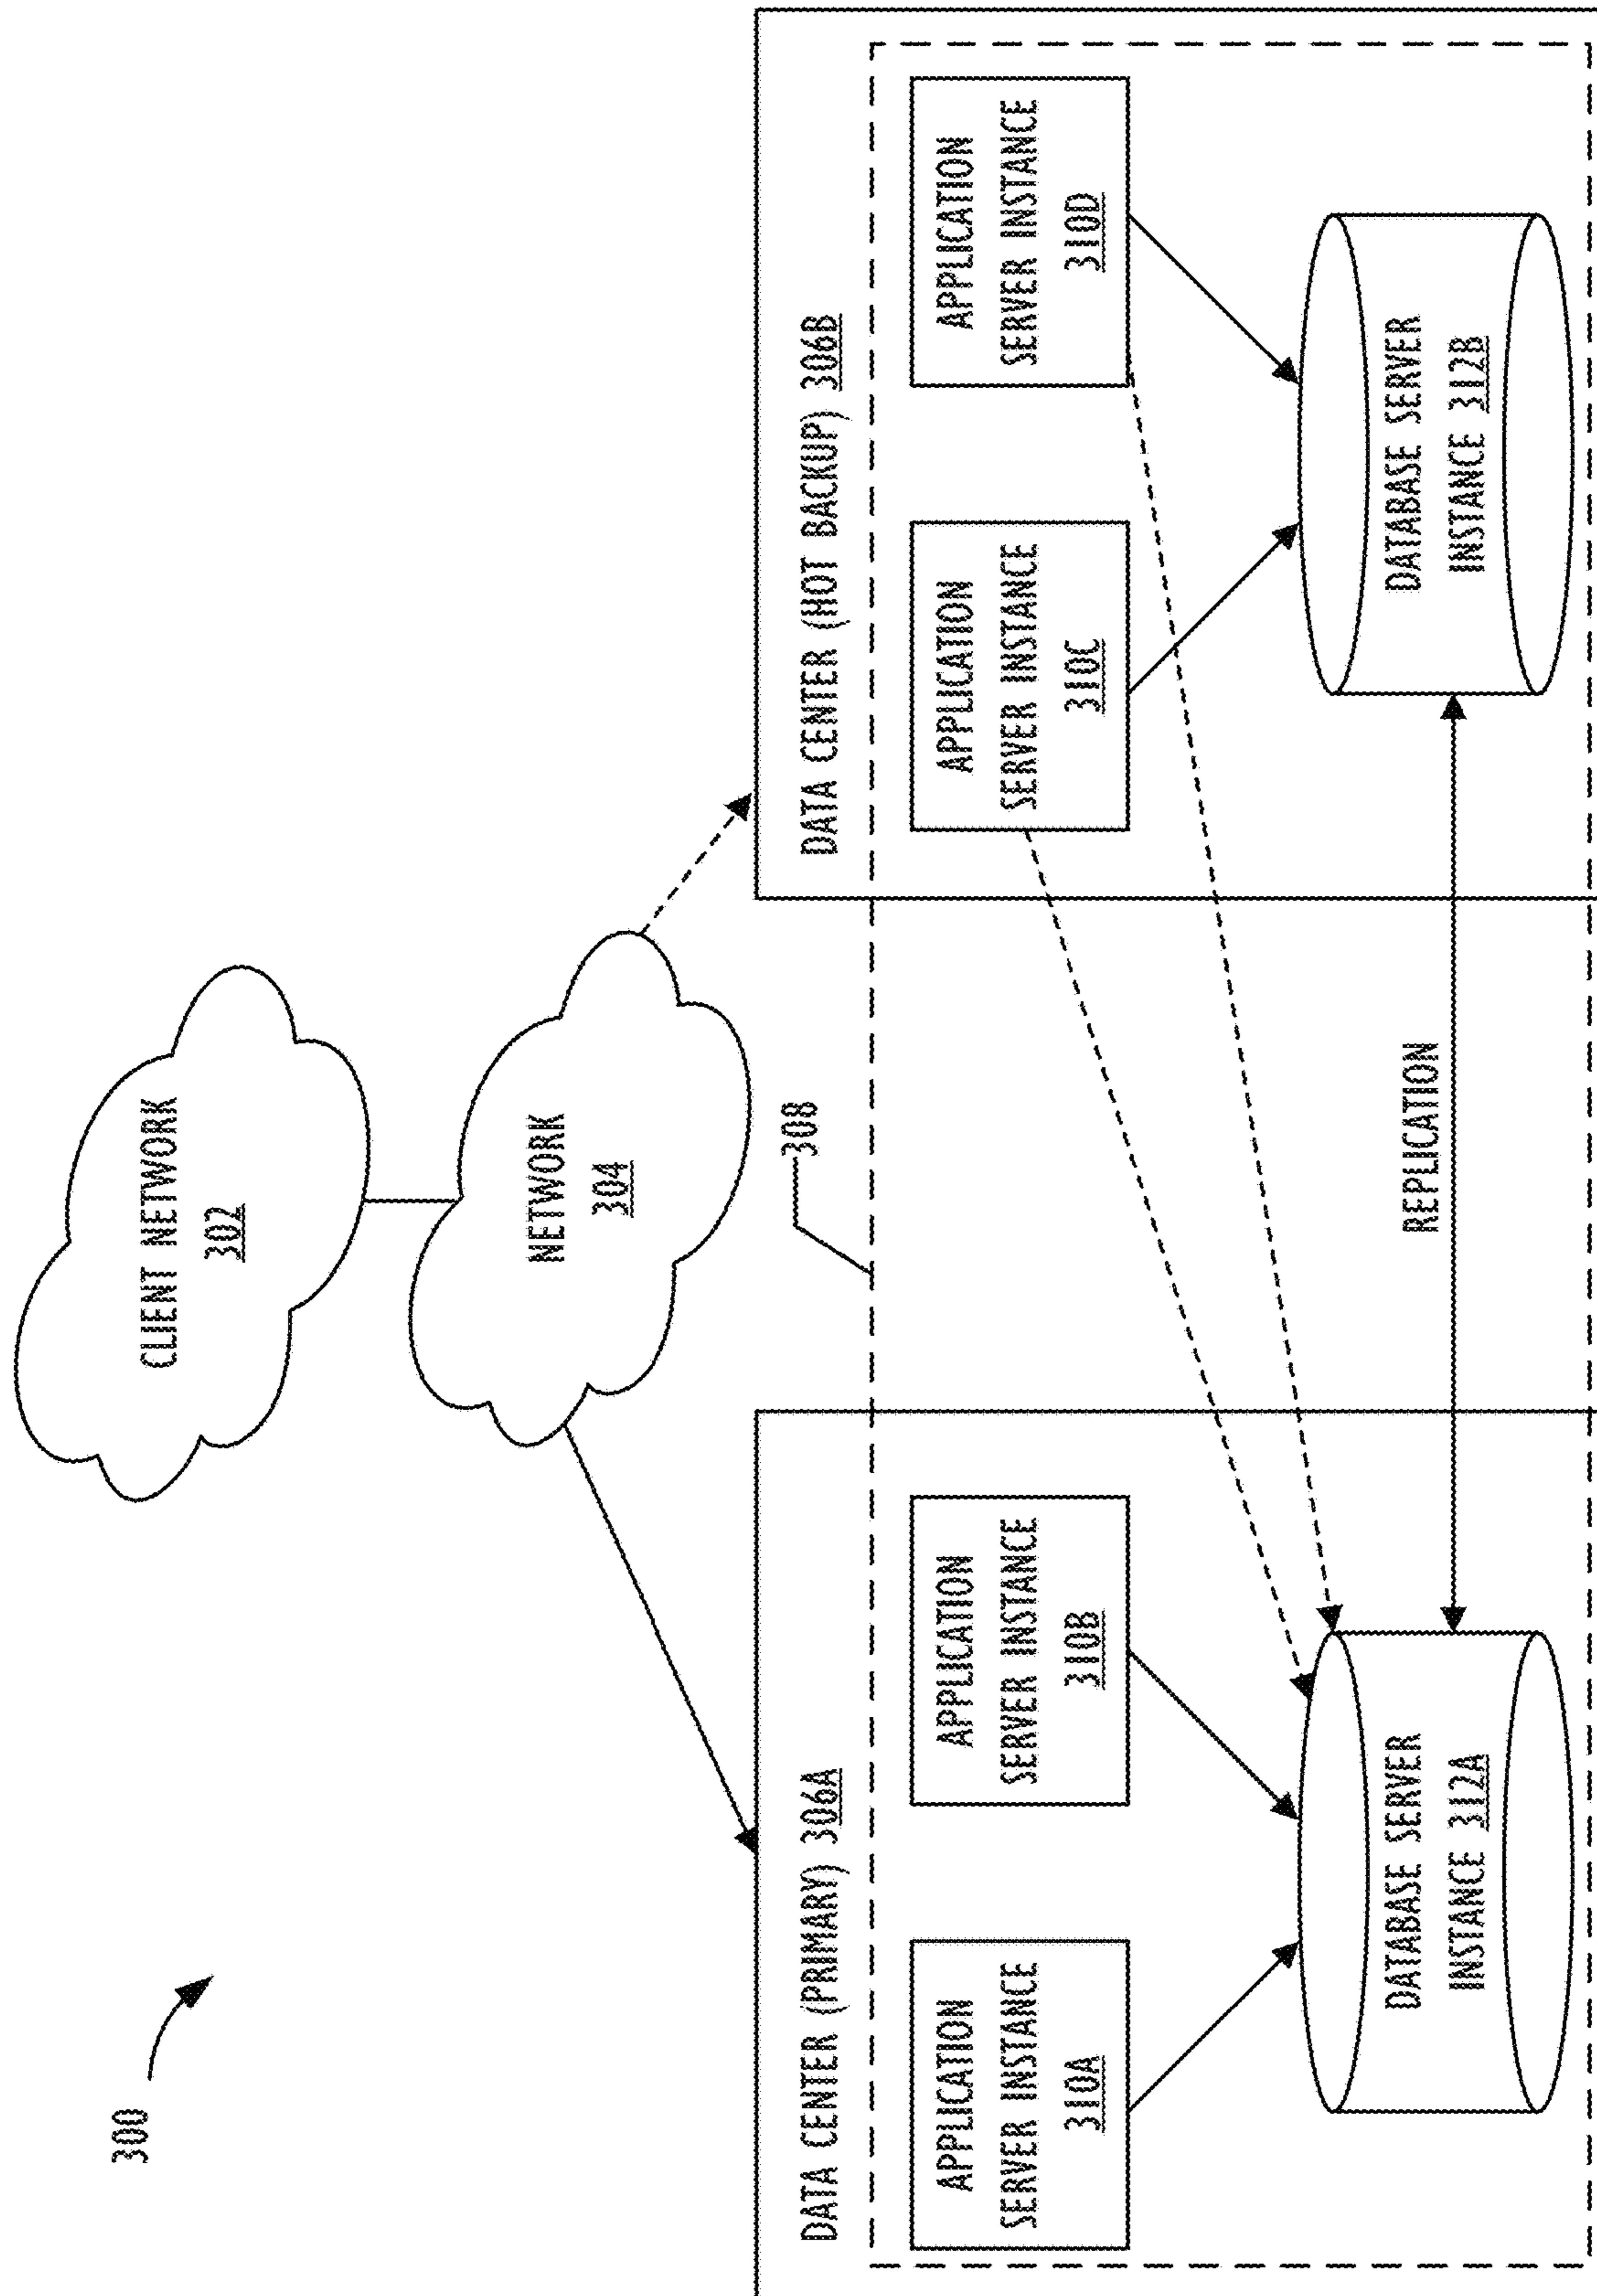 300
CLIENT NETWORK
302
NETWORK
304
308
DATA CENTER (PRIMARY) 306A
APPLICATION
SERVER INSTANCE
310A
APPLICATION
SERVER INSTANCE
310B
DATABASE SERVER
INSTANCE 312A
REPLICATION
DATA CENTER (HOT BACKUP) 306B
APPLICATION
SERVER INSTANCE
310C
APPLICATION
SERVER INSTANCE
310D
DATABASE SERVER
INSTANCE 312B